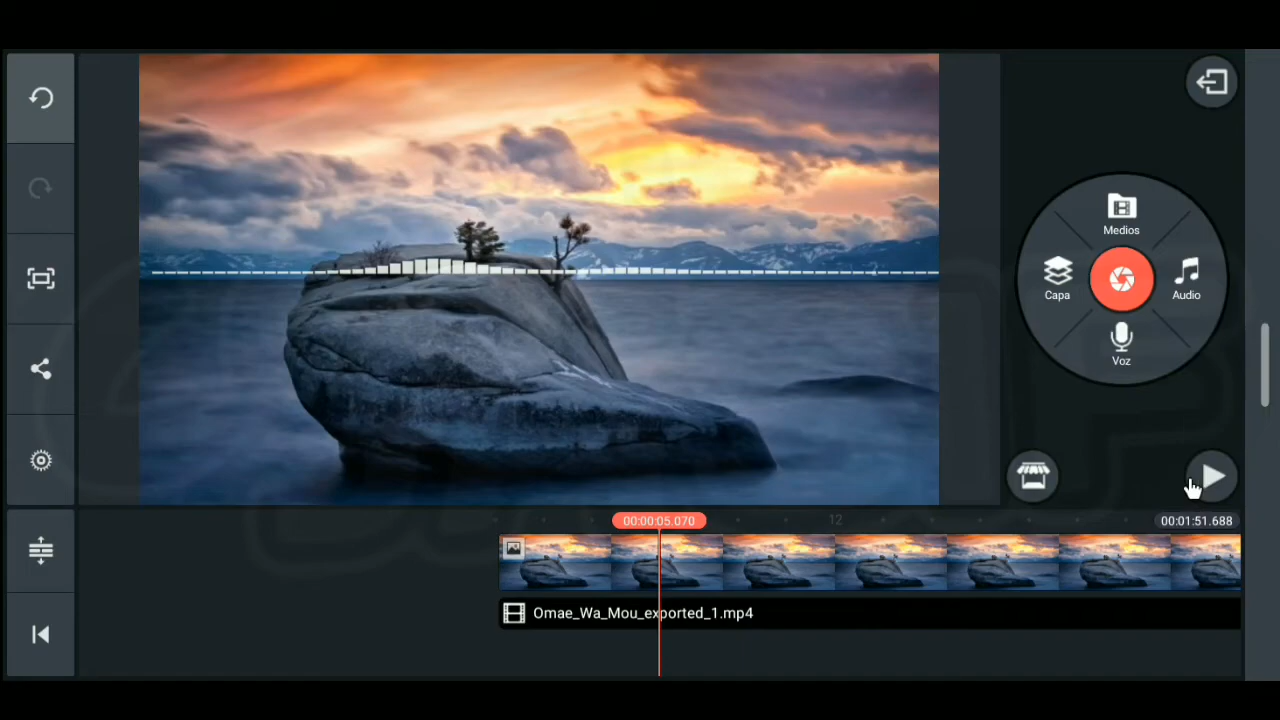 Medios
Capa
Audio
Voz
00:00:05.070
12
00:01:51.688
Omae_Wa_Mou_exported_1.mp4